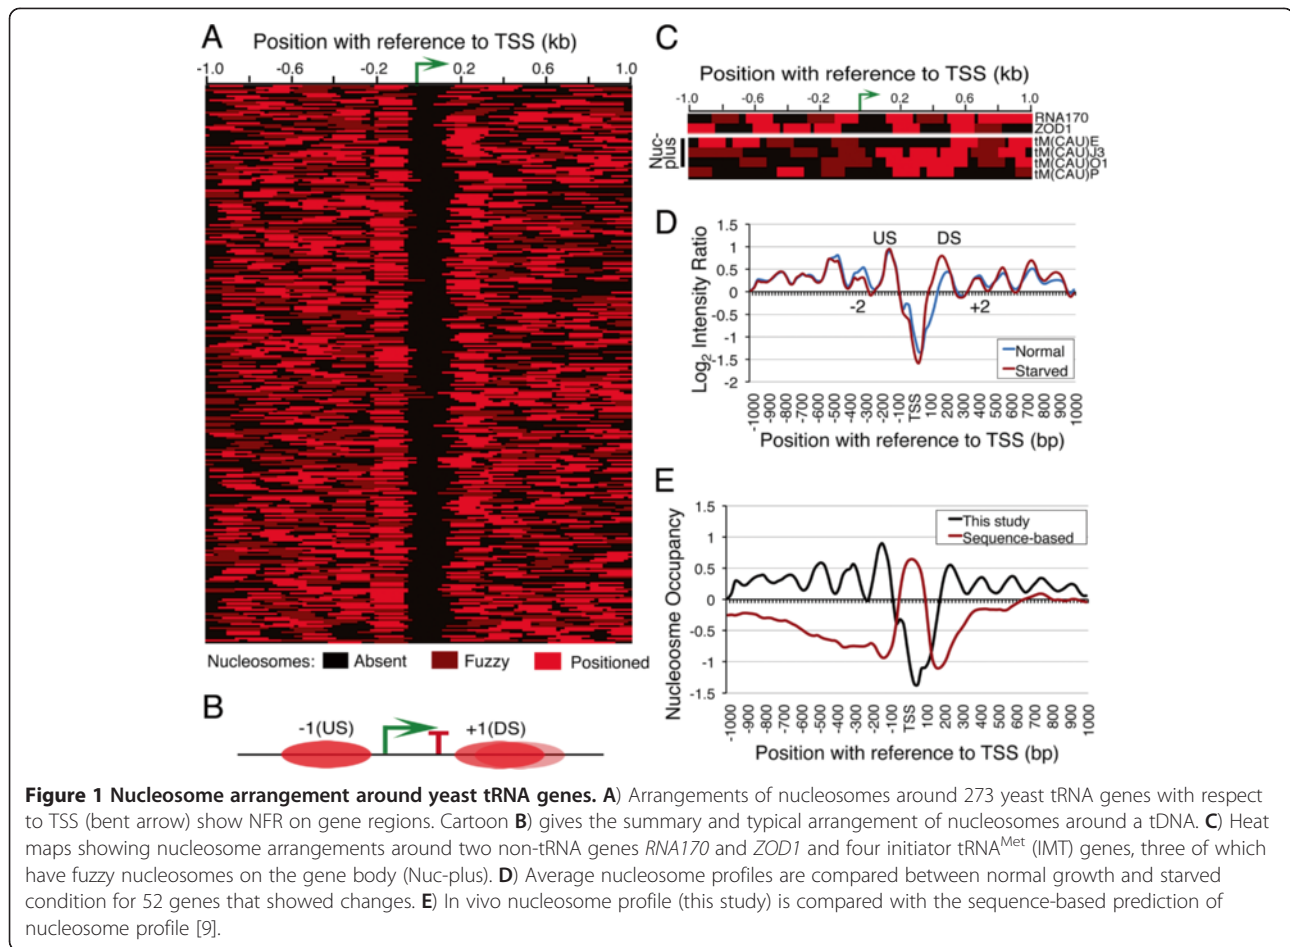 A
Position with reference to TSS (kb)
-1.0 -0.6 -0.2 0.2 0.6 1.0
Nucleosomes: Absent Fuzzy Positioned
B
-1(US) +1(DS)
C
Position with reference to TSS (kb)
-1.0 -0.6 -0.2 0.2 0.6 1.0
RNA170
ZOD1
Nuc-
plus
tM(CAU)E
tM(CAU)J3
tM(CAU)O1
tM(CAU)P
D
Log2 Intensity Ratio
1.5
1
0.5
0
-0.5
-1
-1.5
-2
US DS
-2 +2
Normal
Starved
-1000 -900 -800 -700 -600 -500 -400 -300 -200 -100 TSS 100 200 300 400 500 600 700 800 900 1000
Position with reference to TSS (bp)
E
Nucleoosme Occupancy
1.5
1
0.5
0
-0.5
-1
-1.5
This study
Sequence-based
-1000 -900 -800 -700 -600 -500 -400 -300 -200 -100 TSS 100 200 300 400 500 600 700 800 900 1000
Position with reference to TSS (bp)
Figure 1 Nucleosome arrangement around yeast tRNA genes. A) Arrangements of nucleosomes around 273 yeast tRNA genes with respect
to TSS (bent arrow) show NFR on gene regions. Cartoon B) gives the summary and typical arrangement of nucleosomes around a tDNA. C) Heat
maps showing nucleosome arrangements around two non-tRNA genes RNA170 and ZOD1 and four initiator tRNAMet (IMT) genes, three of which
have fuzzy nucleosomes on the gene body (Nuc-plus). D) Average nucleosome profiles are compared between normal growth and starved
condition for 52 genes that showed changes. E) In vivo nucleosome profile (this study) is compared with the sequence-based prediction of
nucleosome profile [9].